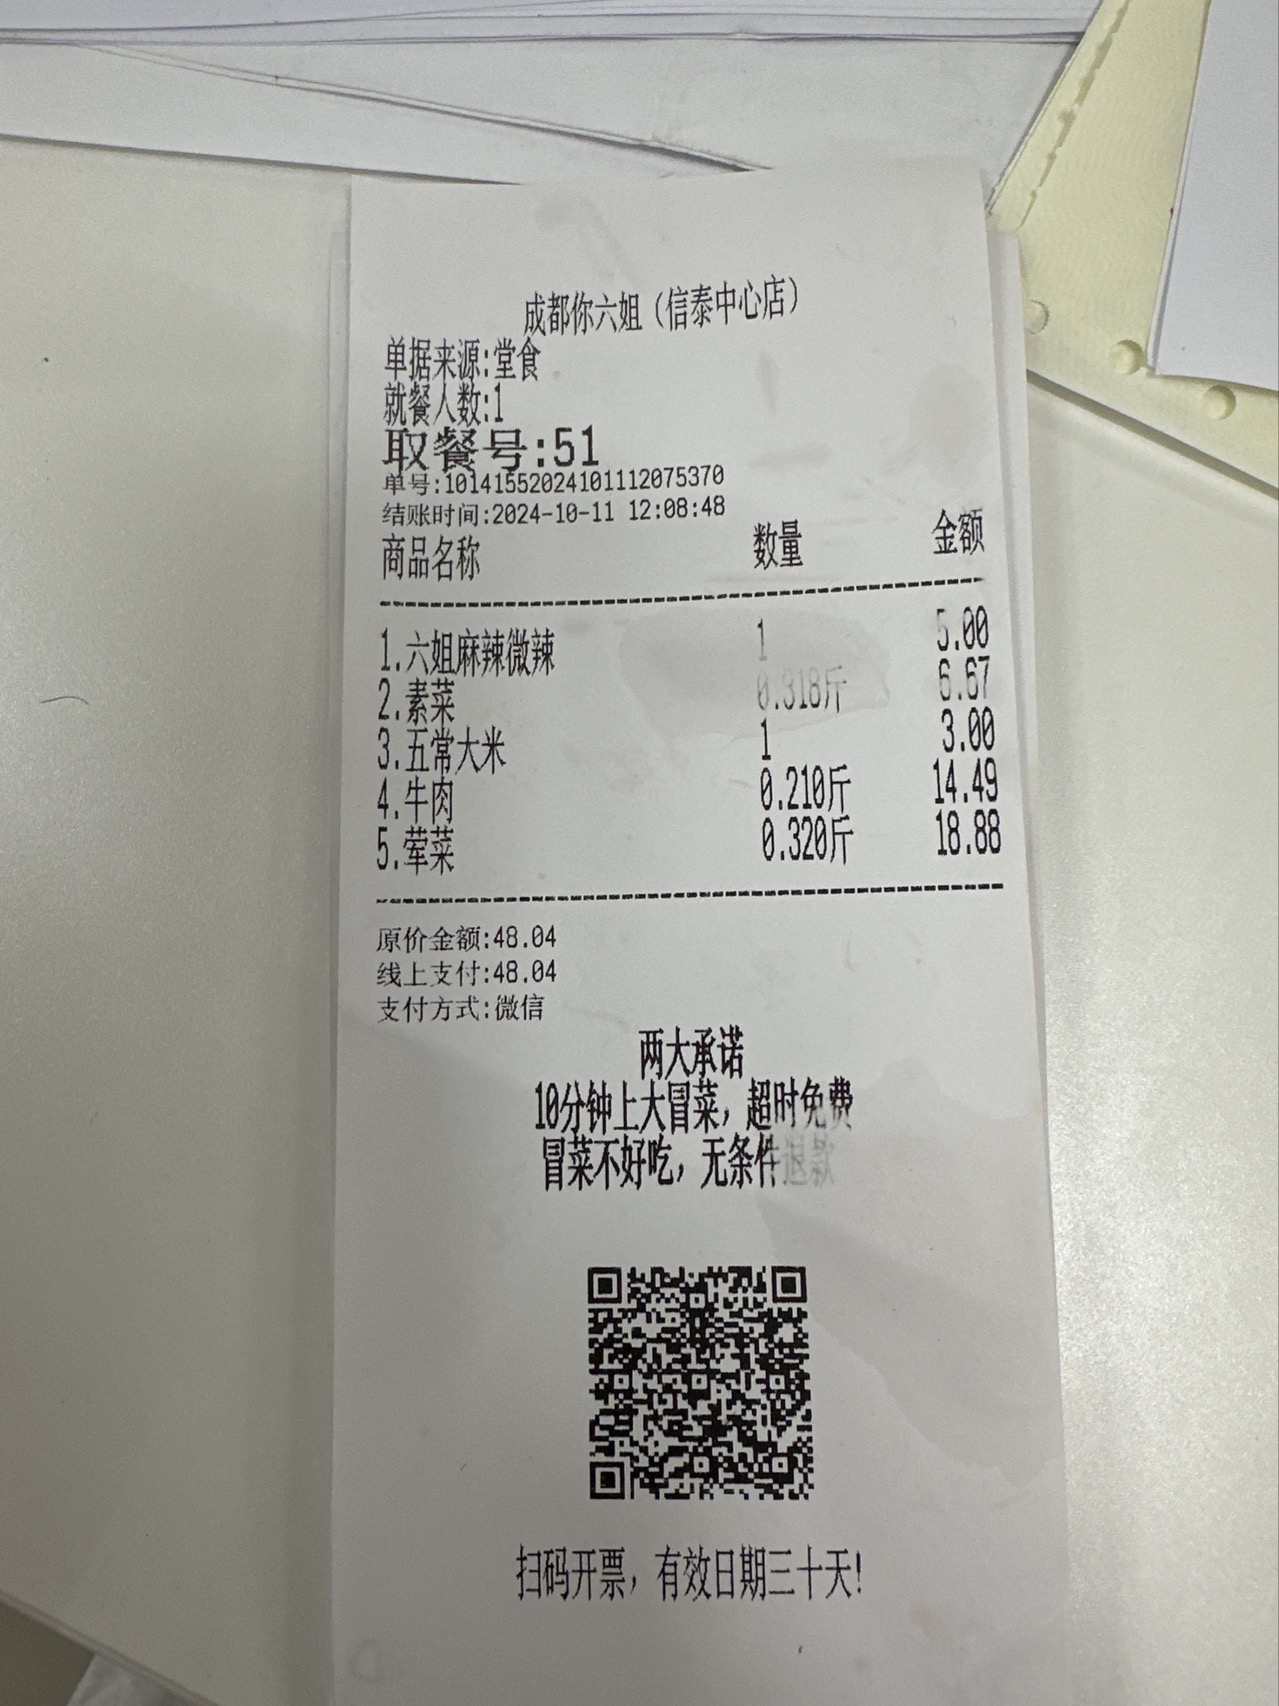 成都你六姐（信泰中心店）
单据来源:堂食
就餐人数:1
取餐号:51
单号:10141552024101112075370
结账时间:2024-10-11 12:08:48
商品名称 数量 金额
1.六姐麻辣微辣 1 5.00
2.素菜 0.318斤 6.67
3.五常大米 1 3.00
4.牛肉 0.210斤 14.49
5.荤菜 0.320斤 18.88
原价金额:48.04
线上支付:48.04
支付方式:微信
两大承诺
10分钟上大冒菜，超时免费
冒菜不好吃，无条件退款
扫码开票，有效日期三十天!